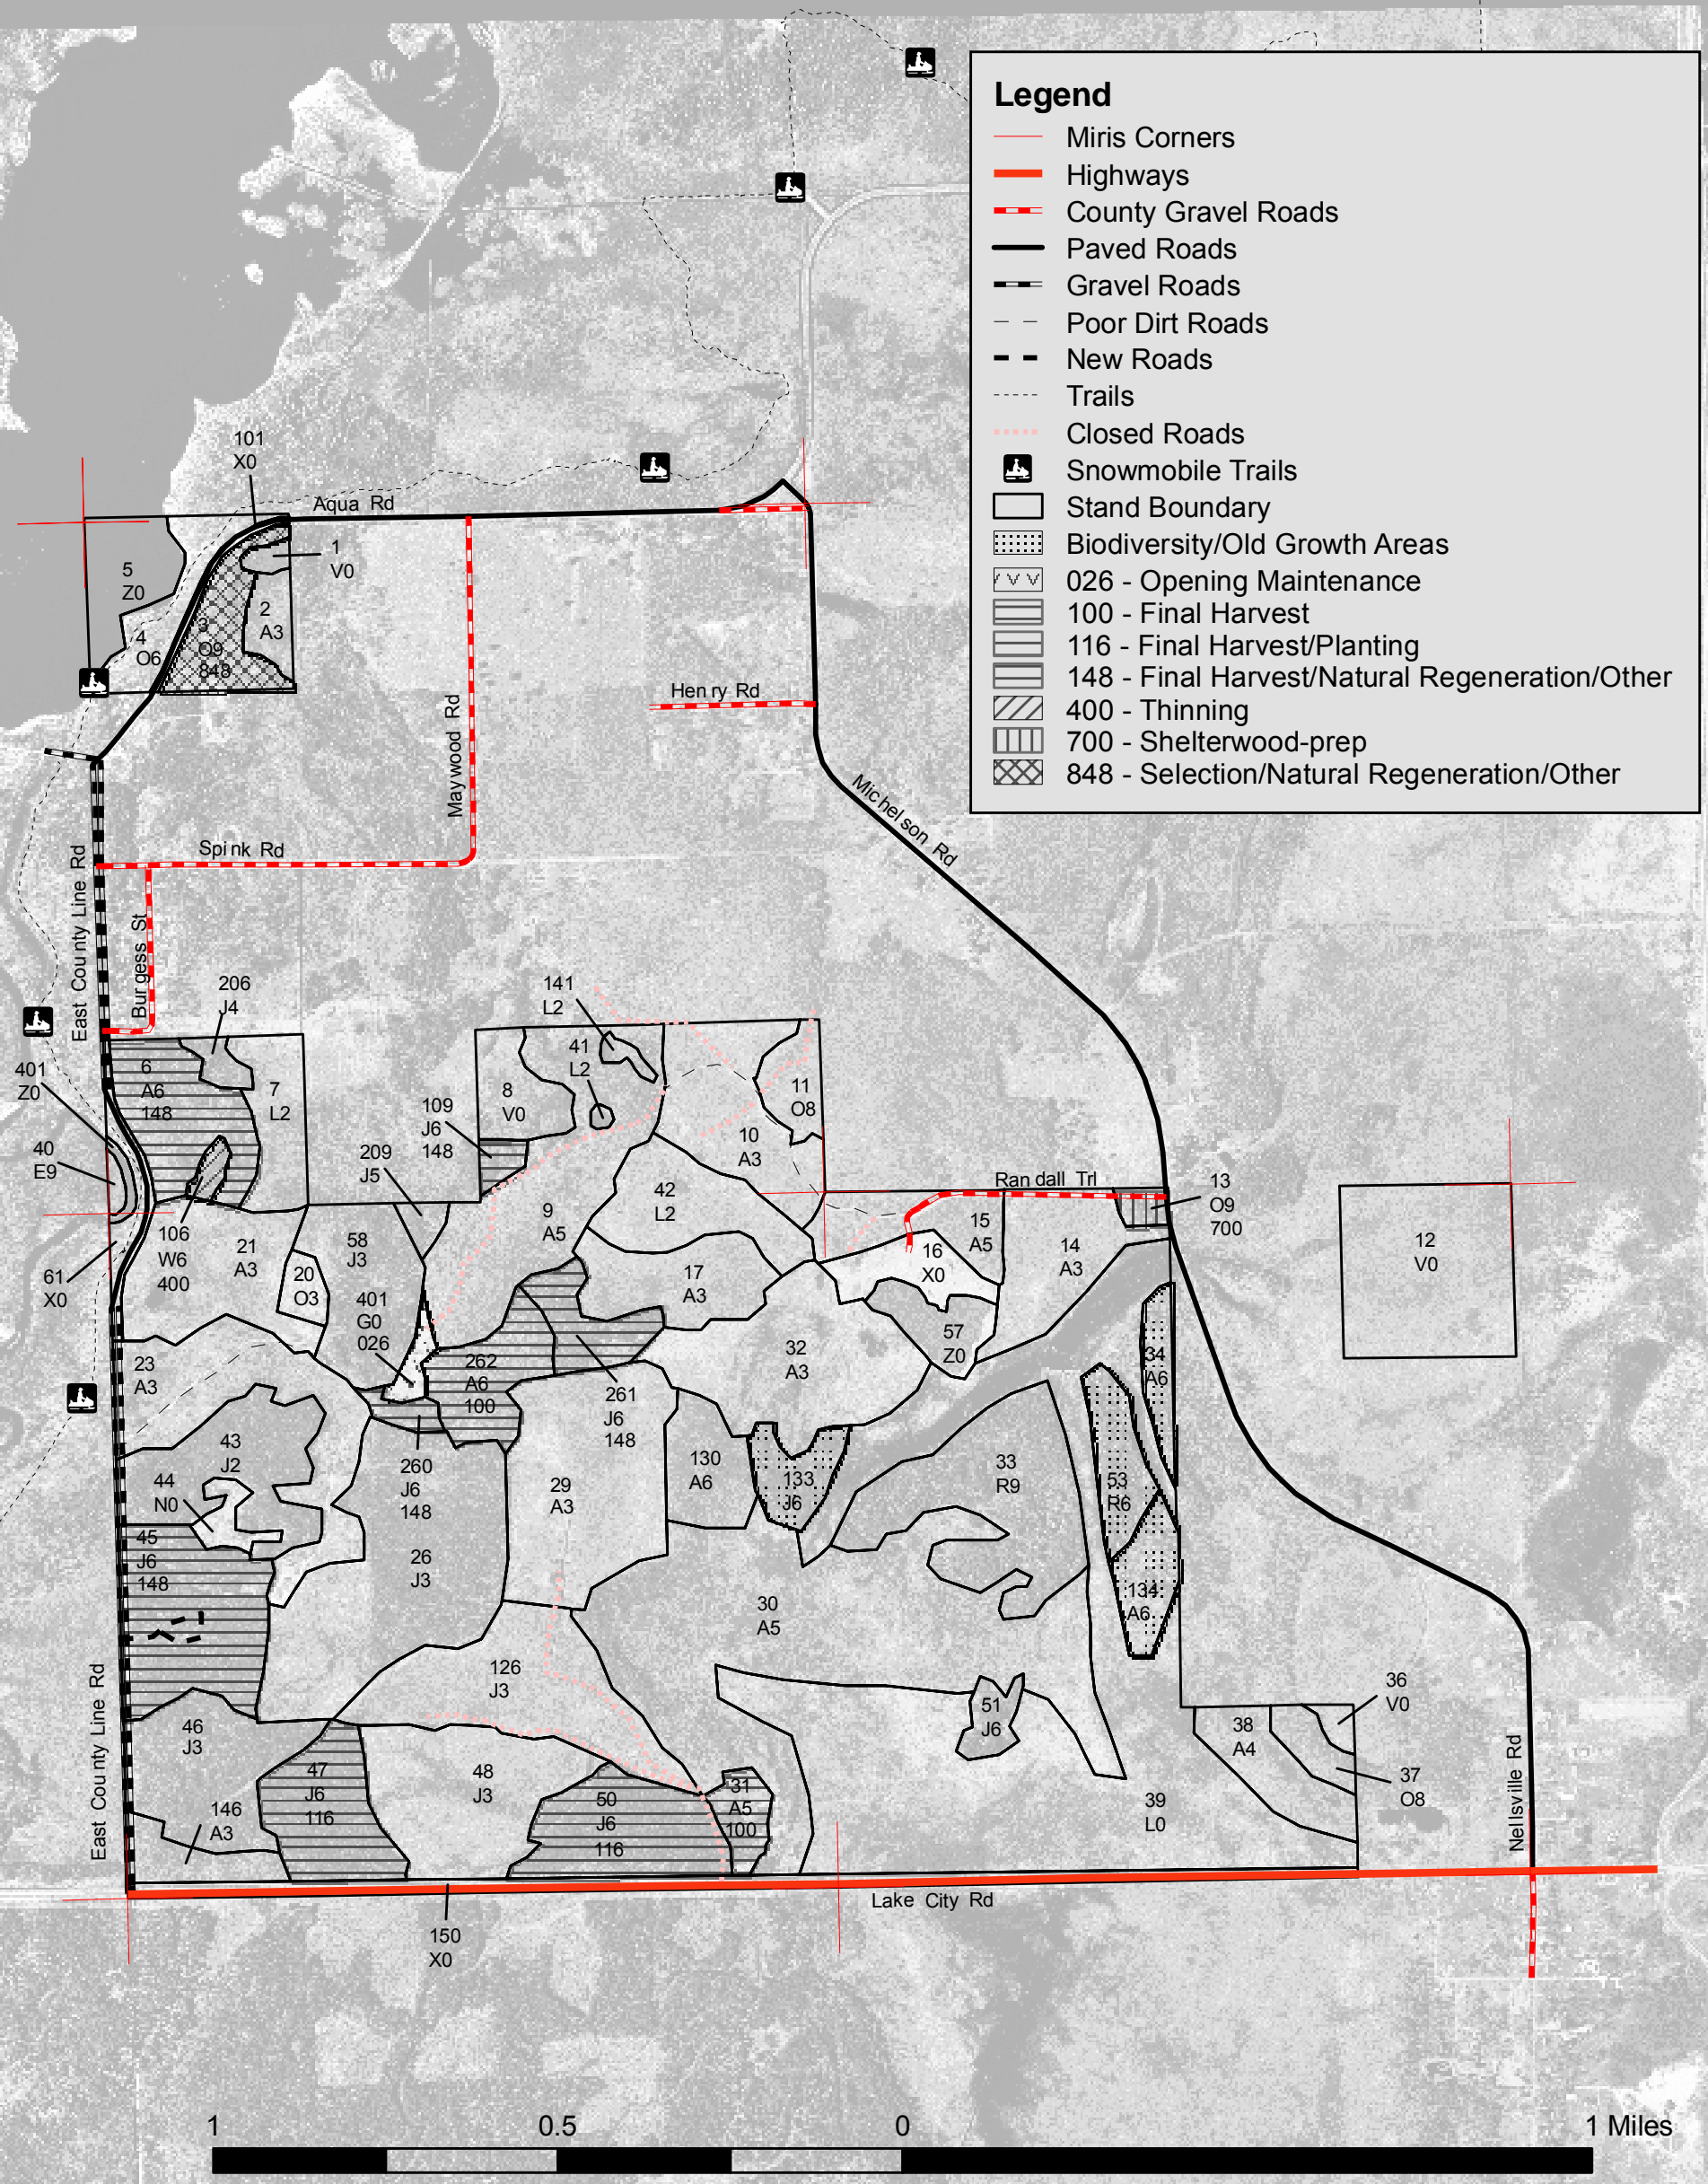 Legend
Miris Corners
Highways
County Gravel Roads
Paved Roads
Gravel Roads
Poor Dirt Roads
New Roads
Trails
Closed Roads
Snowmobile Trails
Stand Boundary
Biodiversity/Old Growth Areas
026 - Opening Maintenance
100 - Final Harvest
116 - Final Harvest/Planting
148 - Final Harvest/Natural Regeneration/Other
400 - Thinning
700 - Shelterwood-prep
848 - Selection/Natural Regeneration/Other
101
X0
Aqua Rd
1
V0
5
Z0
2
A3
3
O9
848
4
O6
Henry Rd
Maywood Rd
Michelson Rd
Spink Rd
East County Line Rd
Burgess St
206
J4
141
L2
41
L2
6
A6
148
7
L2
401
Z0
8
V0
11
O8
109
J6
148
10
A3
40
E9
209
J5
Randall Trl
13
O9
700
42
L2
9
A5
15
A5
14
A3
16
X0
12
V0
106
W6
400
21
A3
58
J3
20
O3
61
X0
17
A3
401
G0
026
57
Z0
32
A3
34
A6
23
A3
262
A6
100
261
J6
148
43
J2
44
N0
260
J6
148
29
A3
130
A6
133
J6
33
R9
53
R6
45
J6
148
26
J3
30
A5
134
A6
126
J3
51
J6
36
V0
46
J3
38
A4
47
J6
116
48
J3
50
J6
116
31
A5
100
37
O8
39
L0
146
A3
East County Line Rd
Nellsville Rd
Lake City Rd
150
X0
1
0.5
0
1 Miles